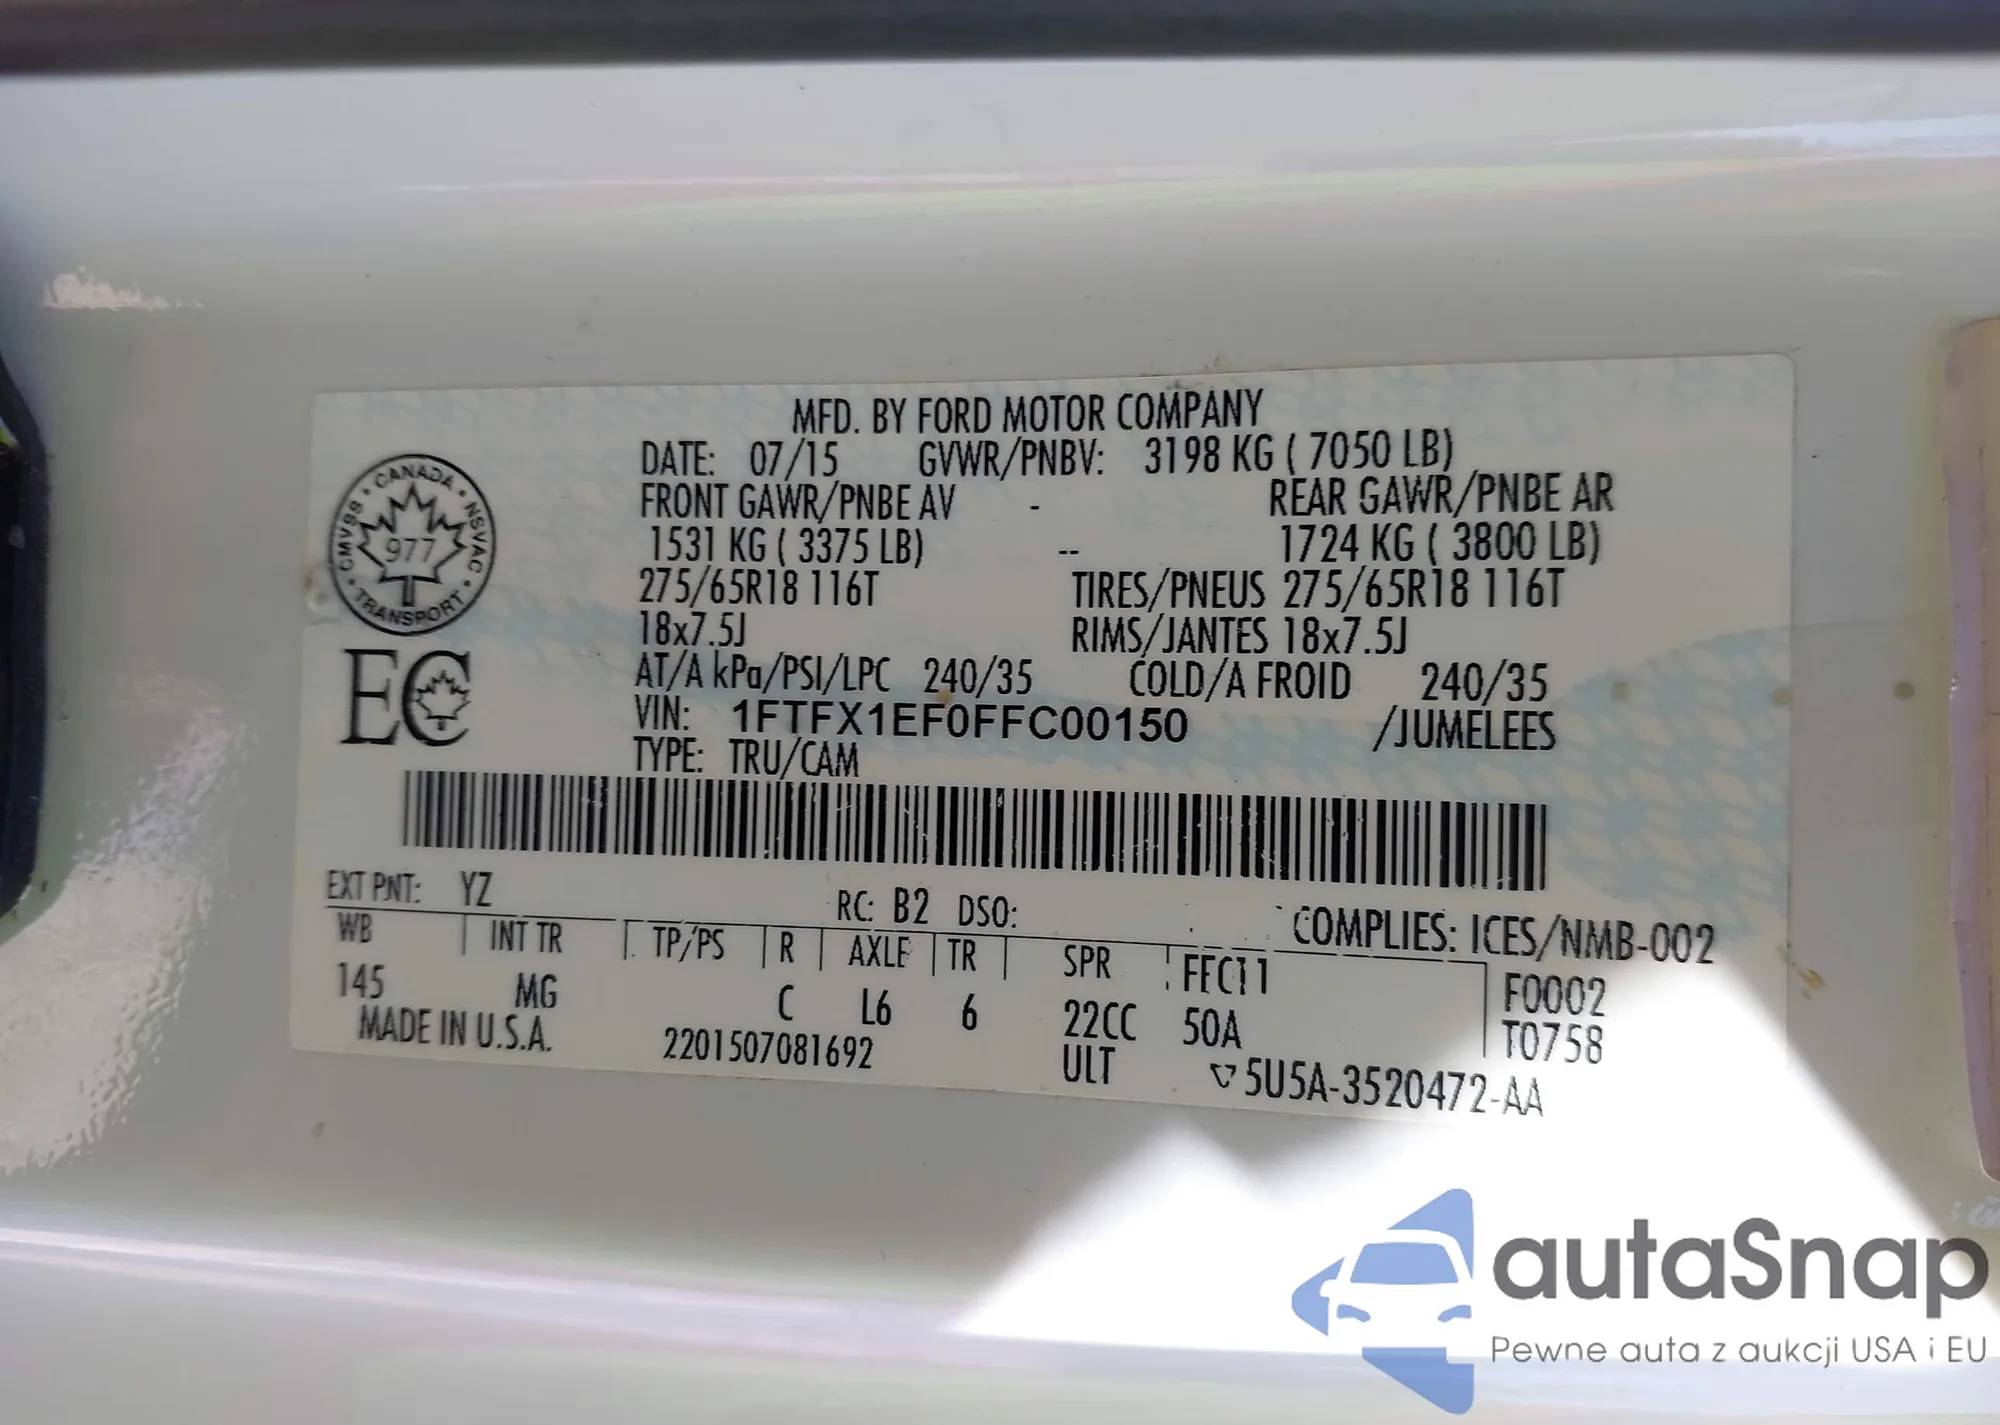 MFD. BY FORD MOTOR COMPANY
DATE: 07/15 GVWR/PNBV: 3198 KG ( 7050 LB)
FRONT GAWR/PNBE AV - REAR GAWR/PNBE AR
1531 KG ( 3375 LB) -- 1724 KG ( 3800 LB)
275/65R18 116T TIRES/PNEUS 275/65R18 116T
18x7.5J RIMS/JANTES 18x7.5J
AT/A kPa/PSI/LPC 240/35 COLD/A FROID 240/35
VIN: 1FTFX1EF0FFC00150 /JUMELEES
TYPE: TRU/CAM
CANADA · NSVAC · TRANSPORT · CMVSS ·
977
EC
EXT PNT: YZ RC: B2 DSO: COMPLIES: ICES/NMB-002
WB INT TR TP/PS R AXLE TR SPR FFC11 F0002
145 MG C L6 6 22CC 50A T0758
MADE IN U.S.A. 2201507081692 ULT 5U5A-3520472-AA
autaSnap
Pewne auta z aukcji USA i EU